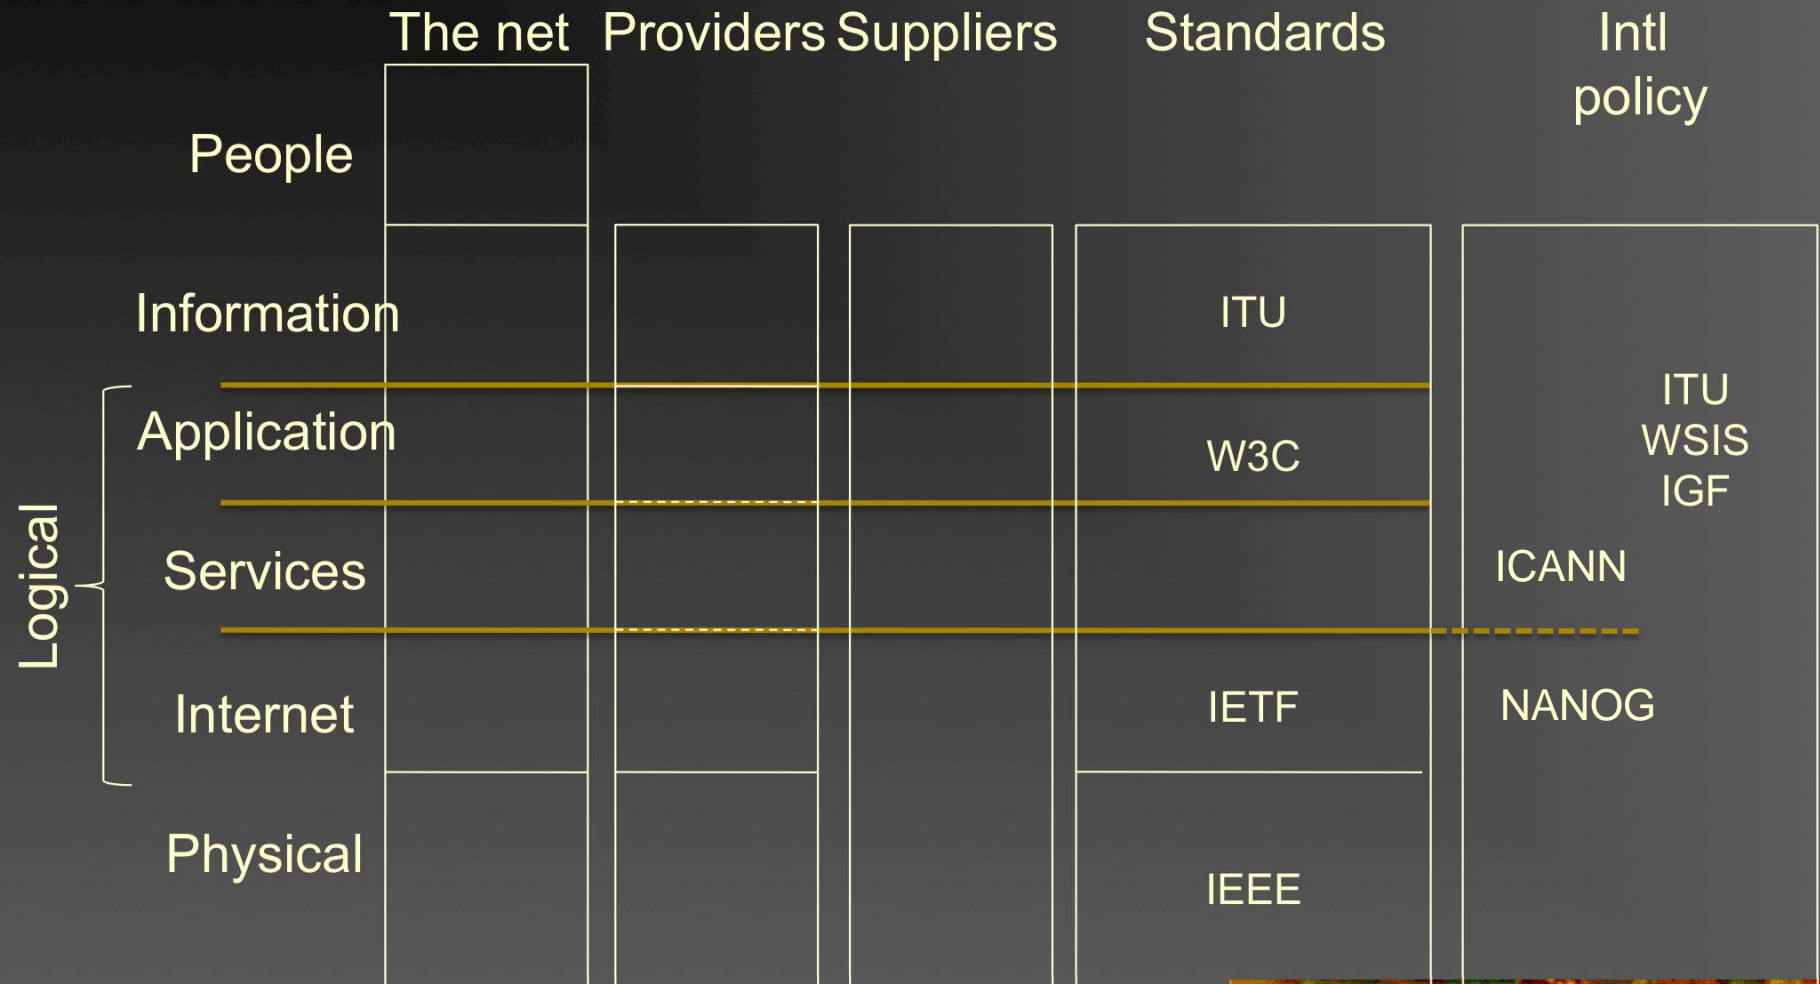 The net
Providers
Suppliers
Standards
Intl
policy
People
Information
ITU
Application
W3C
ITU
WSIS
IGF
Logical
Services
ICANN
Internet
IETF
NANOG
Physical
IEEE